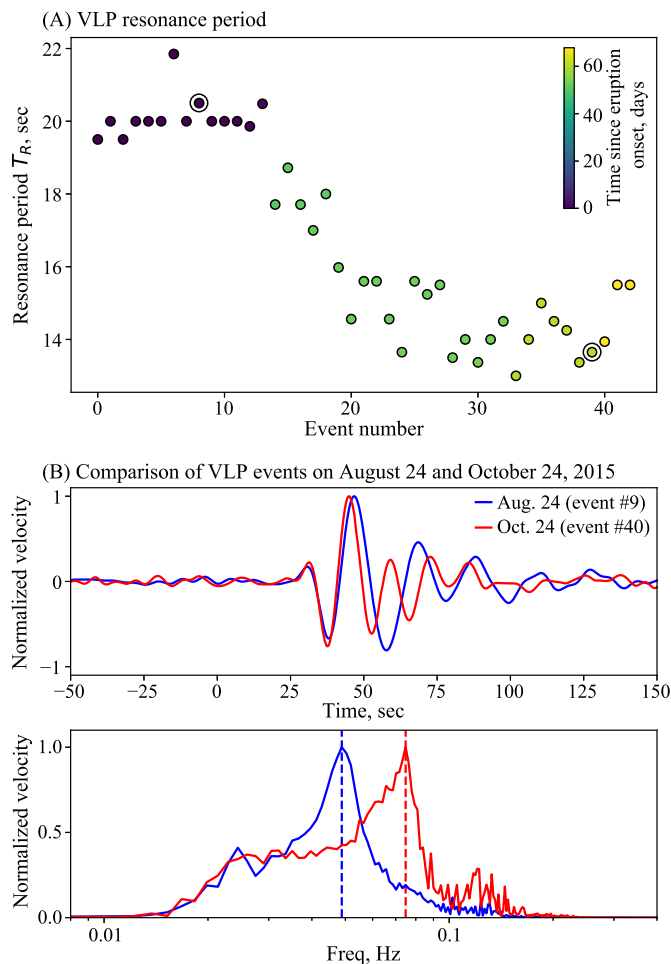 (A) VLP resonance period
22
20
18
16
14
Resonance period T_R, sec
0
10
20
30
40
Event number
60
40
20
0
Time since eruption
onset, days
(B) Comparison of VLP events on August 24 and October 24, 2015
1
0
−1
Normalized velocity
Aug. 24 (event #9)
Oct. 24 (event #40)
−50
−25
0
25
50
75
100
125
150
Time, sec
1.0
0.5
0.0
Normalized velocity
0.01
0.1
Freq, Hz